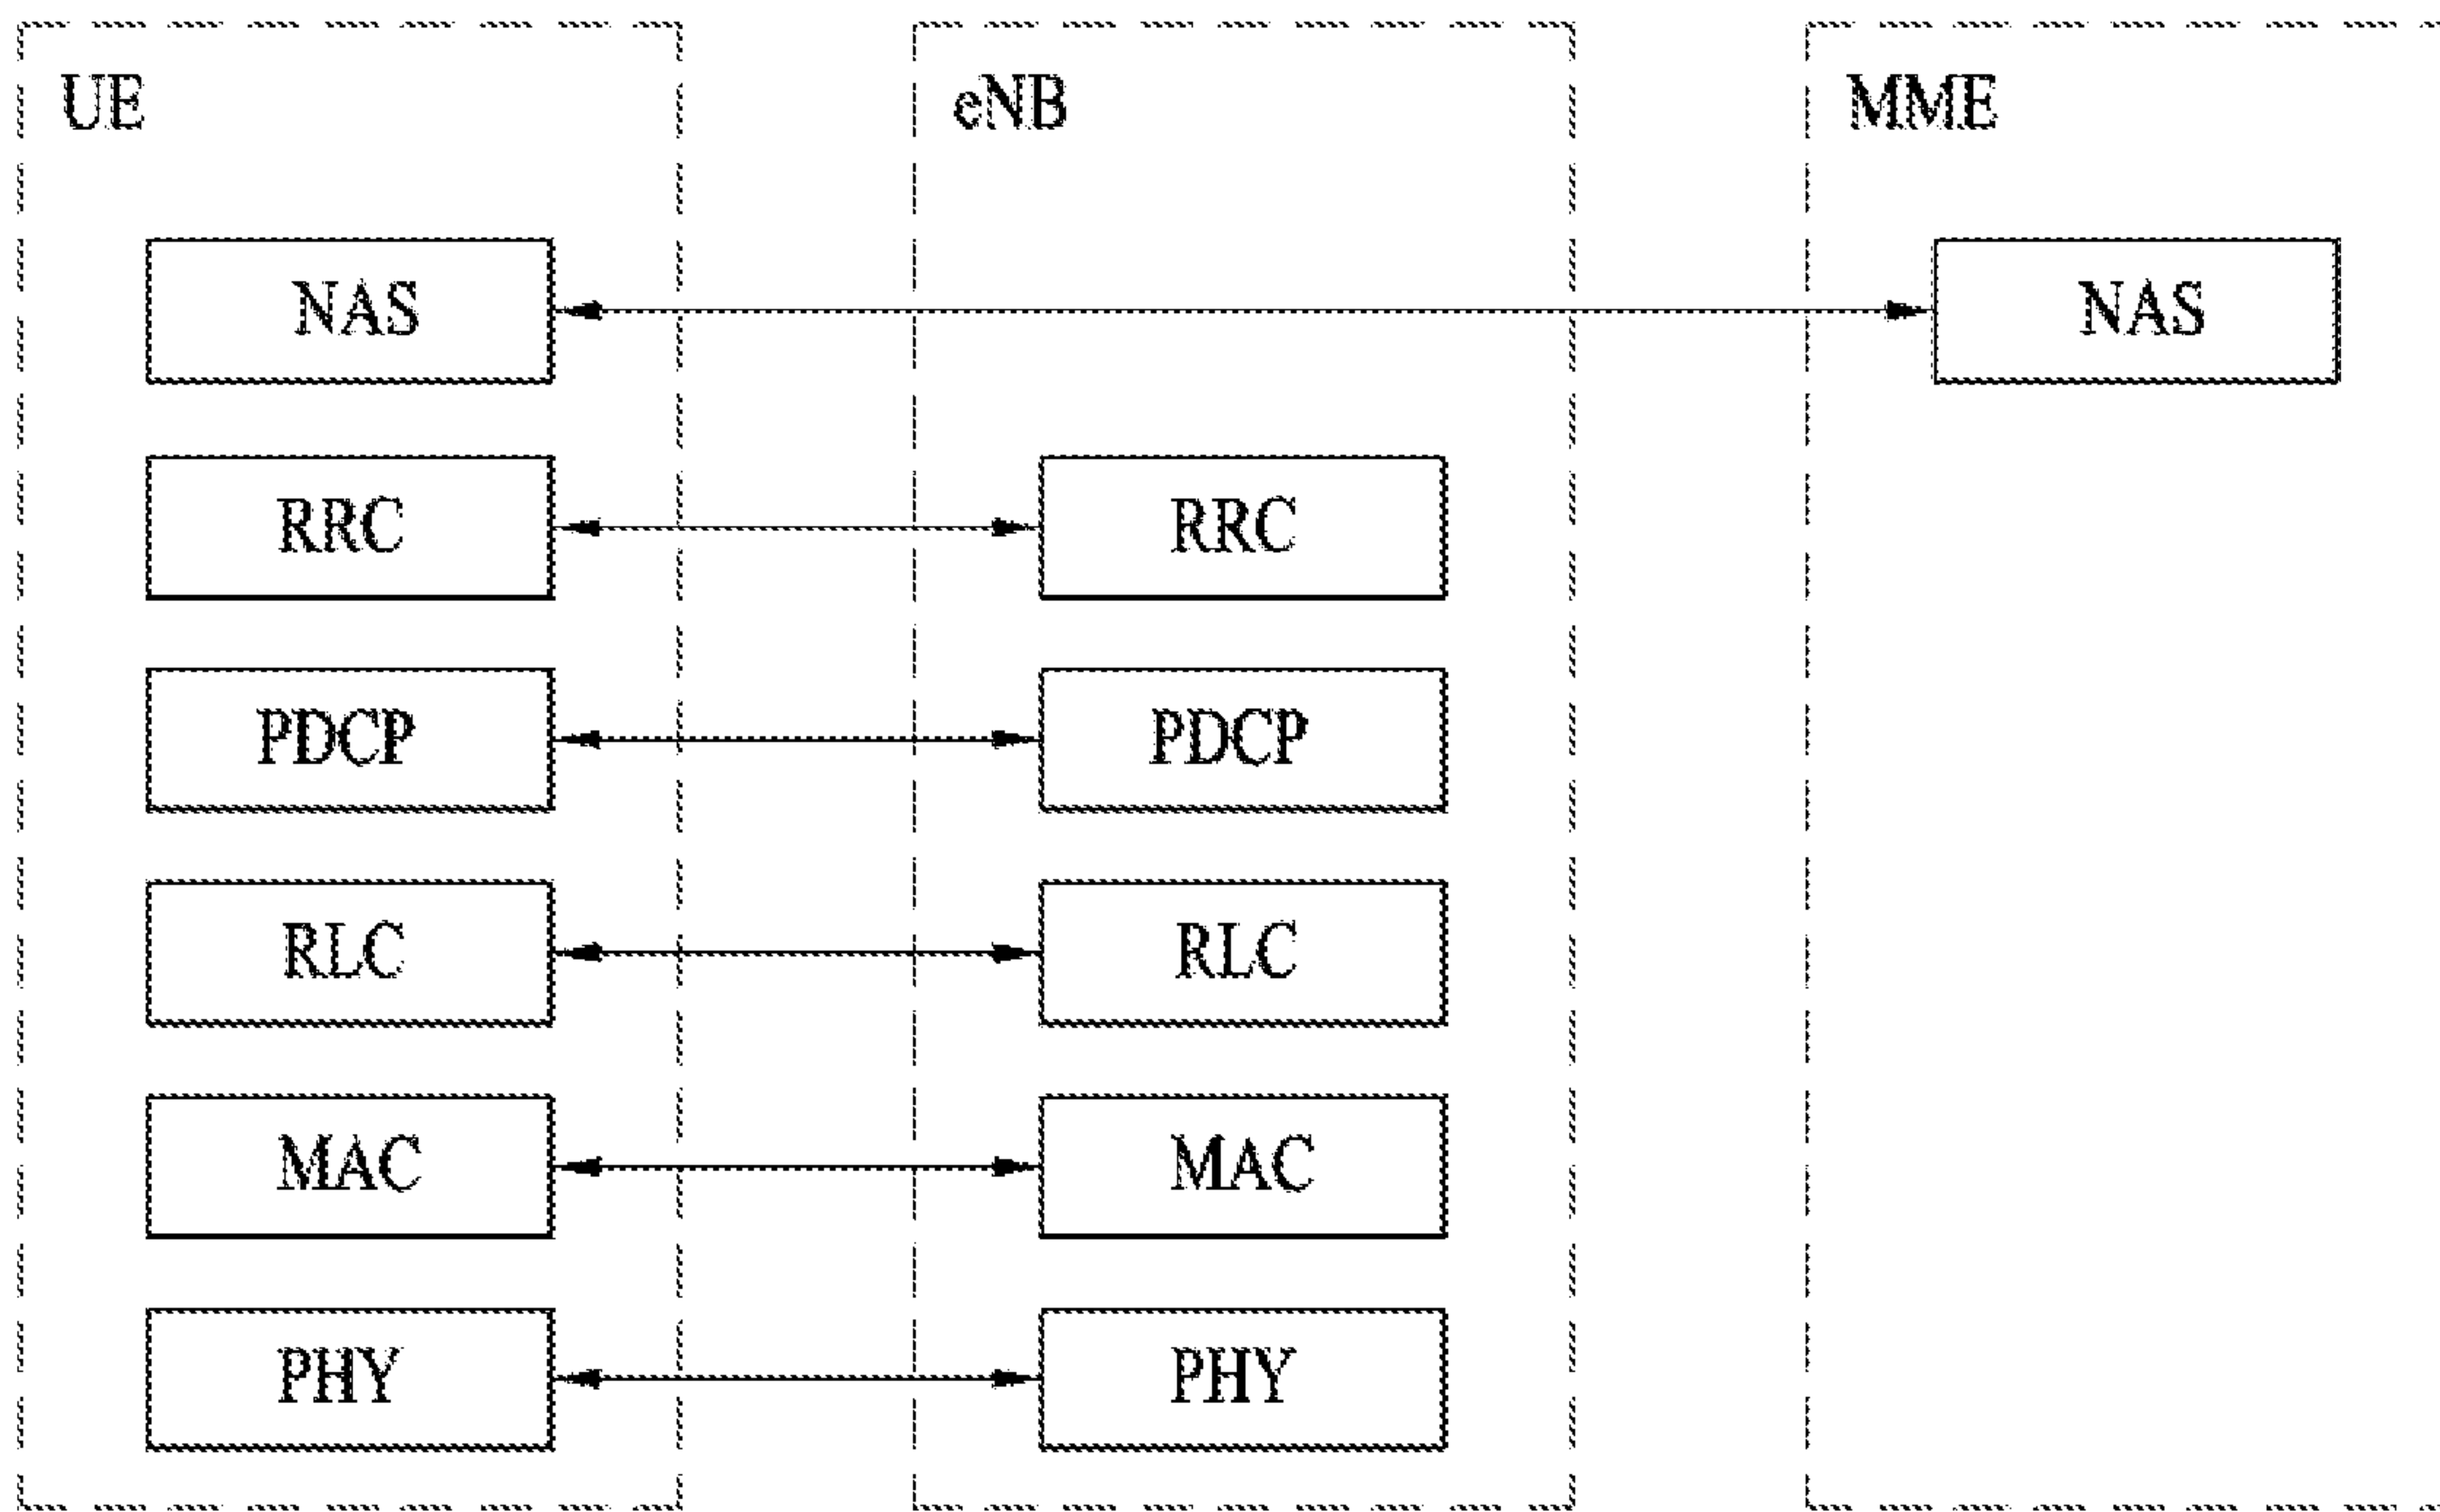 UE eNB MME
NAS NAS
RRC RRC
PDCP PDCP
RLC RLC
MAC MAC
PHY PHY